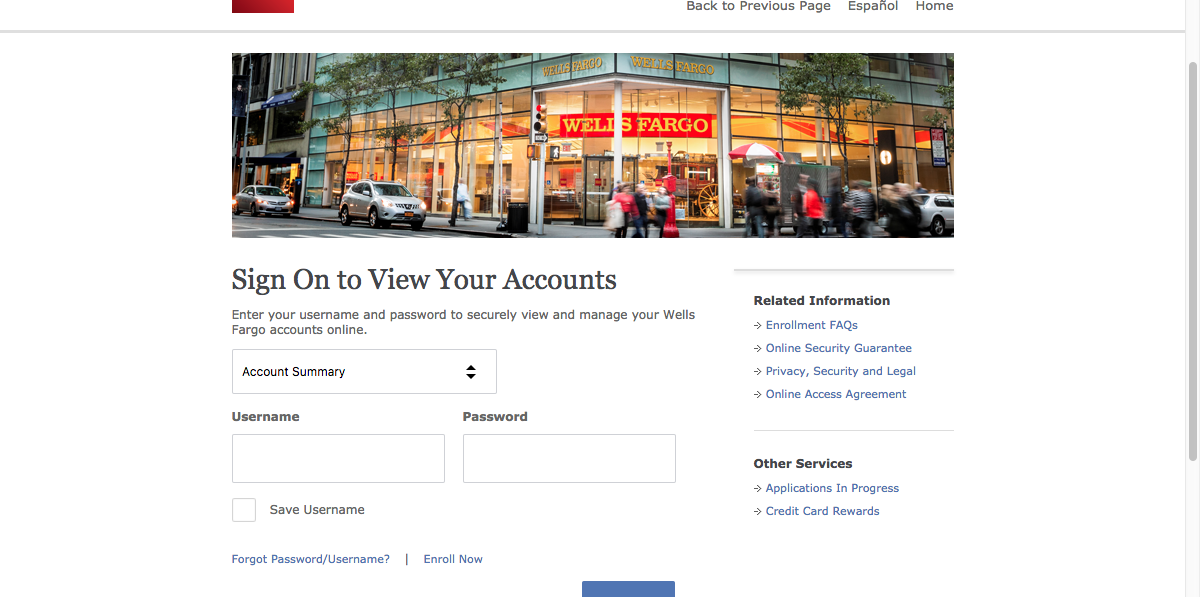 Back to Previous Page Español Home
WELLS FARGO WELLS FARGO
WELLS FARGO
Sign On to View Your Accounts
Enter your username and password to securely view and manage your Wells
Fargo accounts online.
Account Summary
Username Password
Save Username
Forgot Password/Username? | Enroll Now
Related Information
Enrollment FAQs
Online Security Guarantee
Privacy, Security and Legal
Online Access Agreement
Other Services
Applications In Progress
Credit Card Rewards